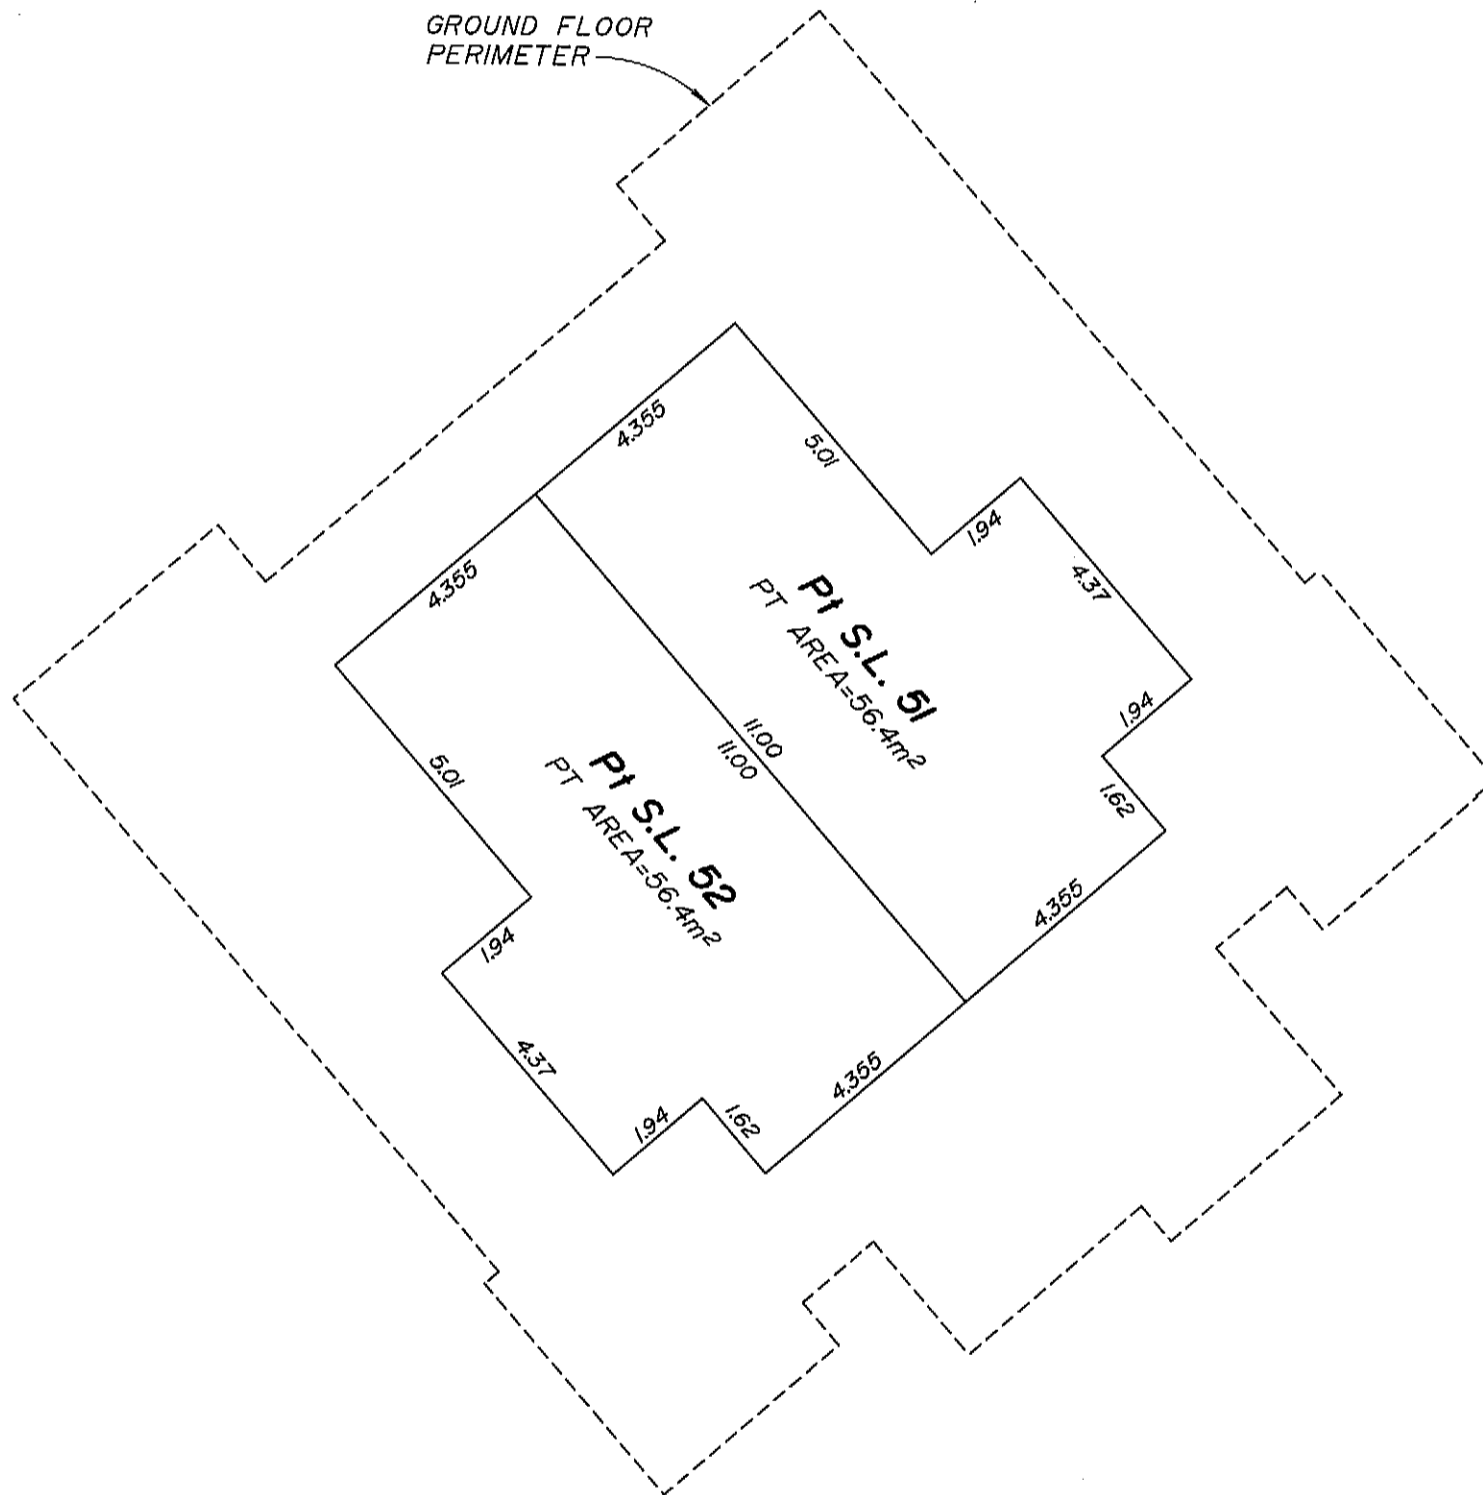 GROUND FLOOR
PERIMETER
4.355
5.01
1.94
4.37
4.355
Pt S.L. 51
PT AREA=56.4m²
1.94
11.00
11.00
5.01
1.62
Pt S.L. 52
PT AREA=56.4m²
4.355
1.94
4.37
4.355
1.94
1.62